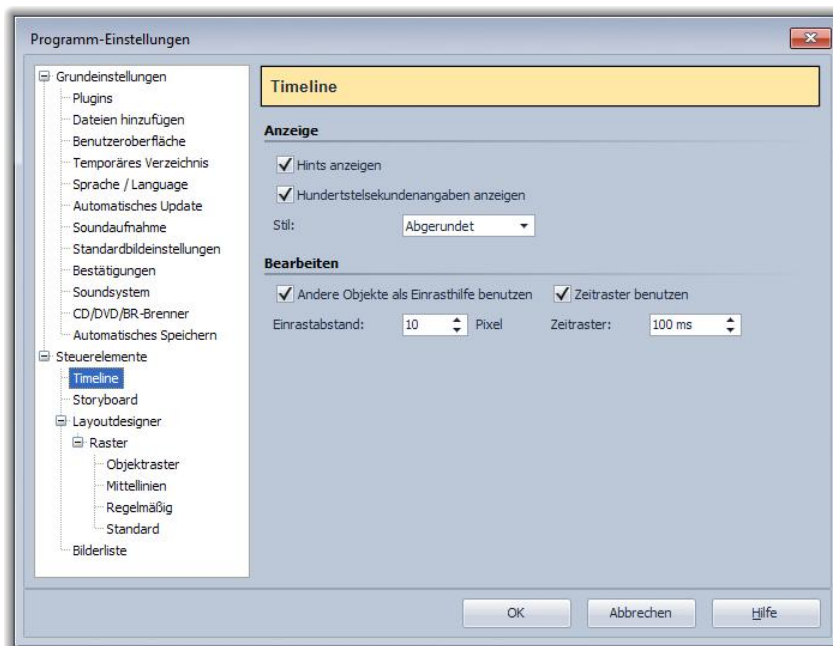 Programm-Einstellungen
Grundeinstellungen
Plugins
Dateien hinzufügen
Benutzeroberfläche
Temporäres Verzeichnis
Sprache / Language
Automatisches Update
Soundaufnahme
Standardbildeinstellungen
Bestätigungen
Soundsystem
CD/DVD/BR-Brenner
Automatisches Speichern
Steuerelemente
Timeline
Storyboard
Layoutdesigner
Raster
Objektraster
Mittellinien
Regelmäßig
Standard
Bilderliste
Timeline
Anzeige
Hints anzeigen
Hundertstelsekundenangaben anzeigen
Stil: Abgerundet
Bearbeiten
Andere Objekte als Einrasthilfe benutzen Zeitraster benutzen
Einrastabstand: 10 Pixel Zeitraster: 100 ms
OK Abbrechen Hilfe